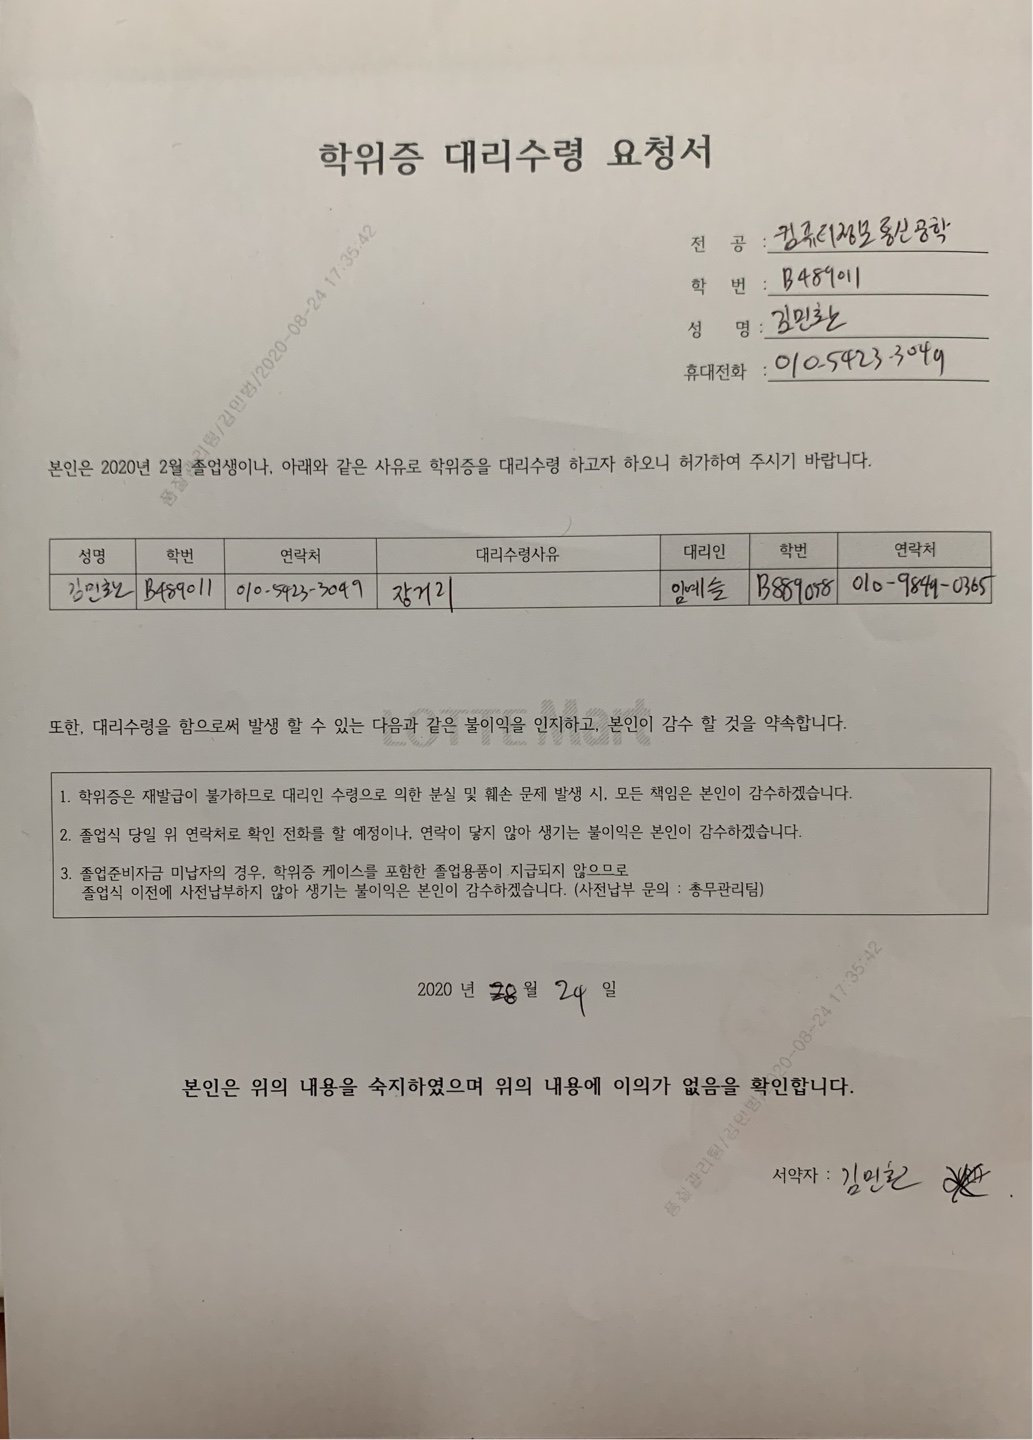 학위증 대리수령 요청서
전 공 : 컴퓨터정보통신공학
학 번 : B489011
성 명 : 김민환
휴대전화 : 010-5423-3049
품질관리팀/김민범/2020-08-24 17:35:42
본인은 2020년 2월 졸업생이나, 아래와 같은 사유로 학위증을 대리수령 하고자 하오니 허가하여 주시기 바랍니다.
성명 학번 연락처 대리수령사유 대리인 학번 연락처
김민환 B489011 010-5423-3049 장거리 임예슬 B889058 010-9849-0365
또한, 대리수령을 함으로써 발생 할 수 있는 다음과 같은 불이익을 인지하고, 본인이 감수 할 것을 약속합니다.
LOTTE Mart
1. 학위증은 재발급이 불가하므로 대리인 수령으로 의한 분실 및 훼손 문제 발생 시, 모든 책임은 본인이 감수하겠습니다.
2. 졸업식 당일 위 연락처로 확인 전화를 할 예정이나, 연락이 닿지 않아 생기는 불이익은 본인이 감수하겠습니다.
3. 졸업준비자금 미납자의 경우, 학위증 케이스를 포함한 졸업용품이 지급되지 않으므로
졸업식 이전에 사전납부하지 않아 생기는 불이익은 본인이 감수하겠습니다. (사전납부 문의 : 총무관리팀)
2020 년 8 월 24 일
본인은 위의 내용을 숙지하였으며 위의 내용에 이의가 없음을 확인합니다.
품질관리팀/김민범/2020-08-24 17:35:42
서약자 : 김민환